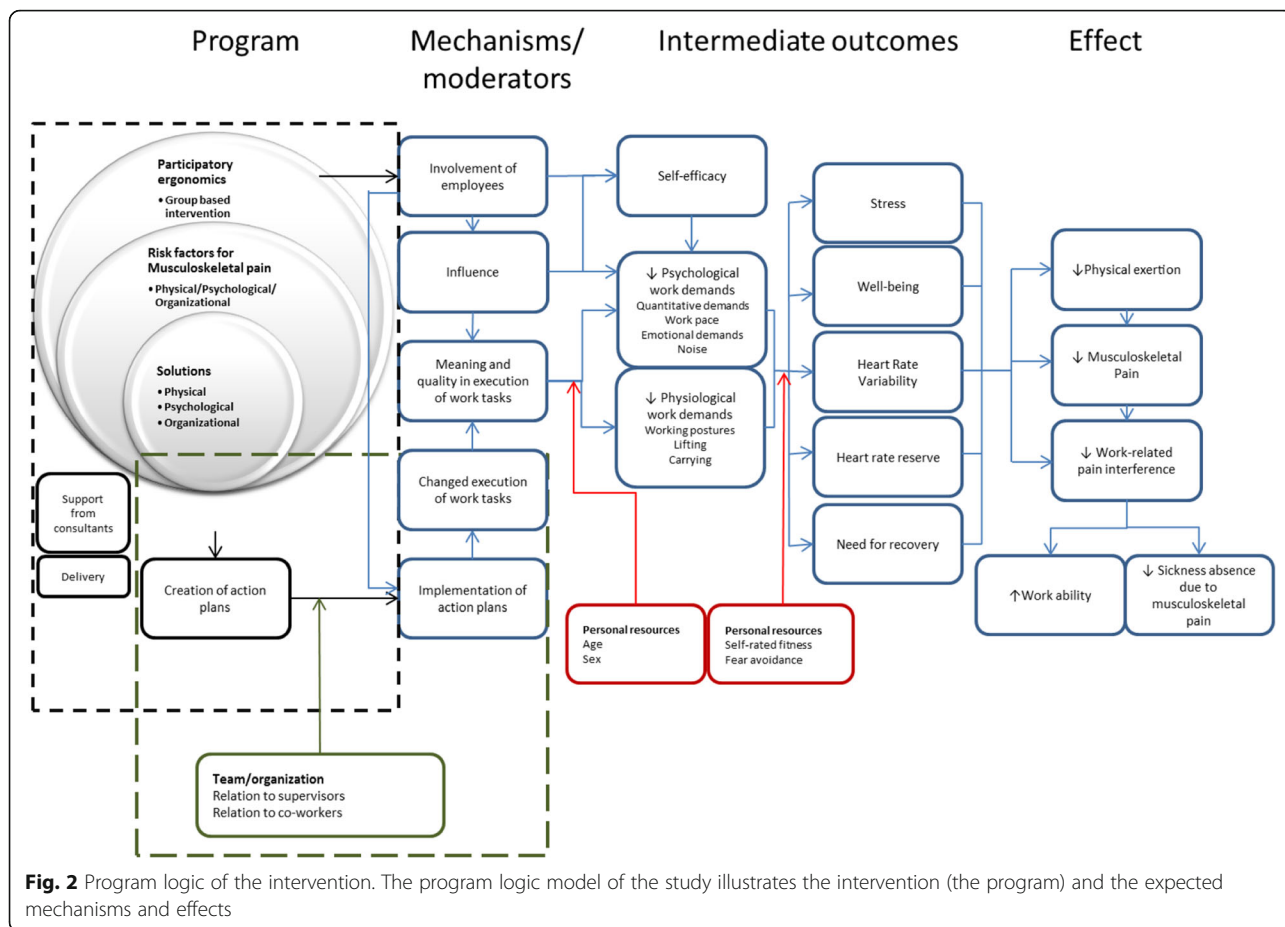 Program
Mechanisms/
moderators
Intermediate outcomes
Effect
Participatory
ergonomics
• Group based
intervention
Risk factors for
Musculoskeletal pain
• Physical/Psychological/
Organizational
Solutions
• Physical
• Psychological
• Organizational
Support
from
consultants
Delivery
Creation of action
plans
Team/organization
Relation to supervisors
Relation to co-workers
Involvement of
employees
Influence
Meaning and
quality in execution
of work tasks
Changed execution
of work tasks
Implementation of
action plans
Self-efficacy
↓ Psychological
work demands
Quantitative demands
Work pace
Emotional demands
Noise
↓ Physiological
work demands
Working postures
Lifting
Carrying
Personal resources
Age
Sex
Personal resources
Self-rated fitness
Fear avoidance
Stress
Well-being
Heart Rate
Variability
Heart rate reserve
Need for recovery
↓Physical exertion
↓ Musculoskeletal
Pain
↓ Work-related
pain interference
↑Work ability
↓ Sickness absence
due to
musculoskeletal
pain
Fig. 2 Program logic of the intervention. The program logic model of the study illustrates the intervention (the program) and the expected
mechanisms and effects